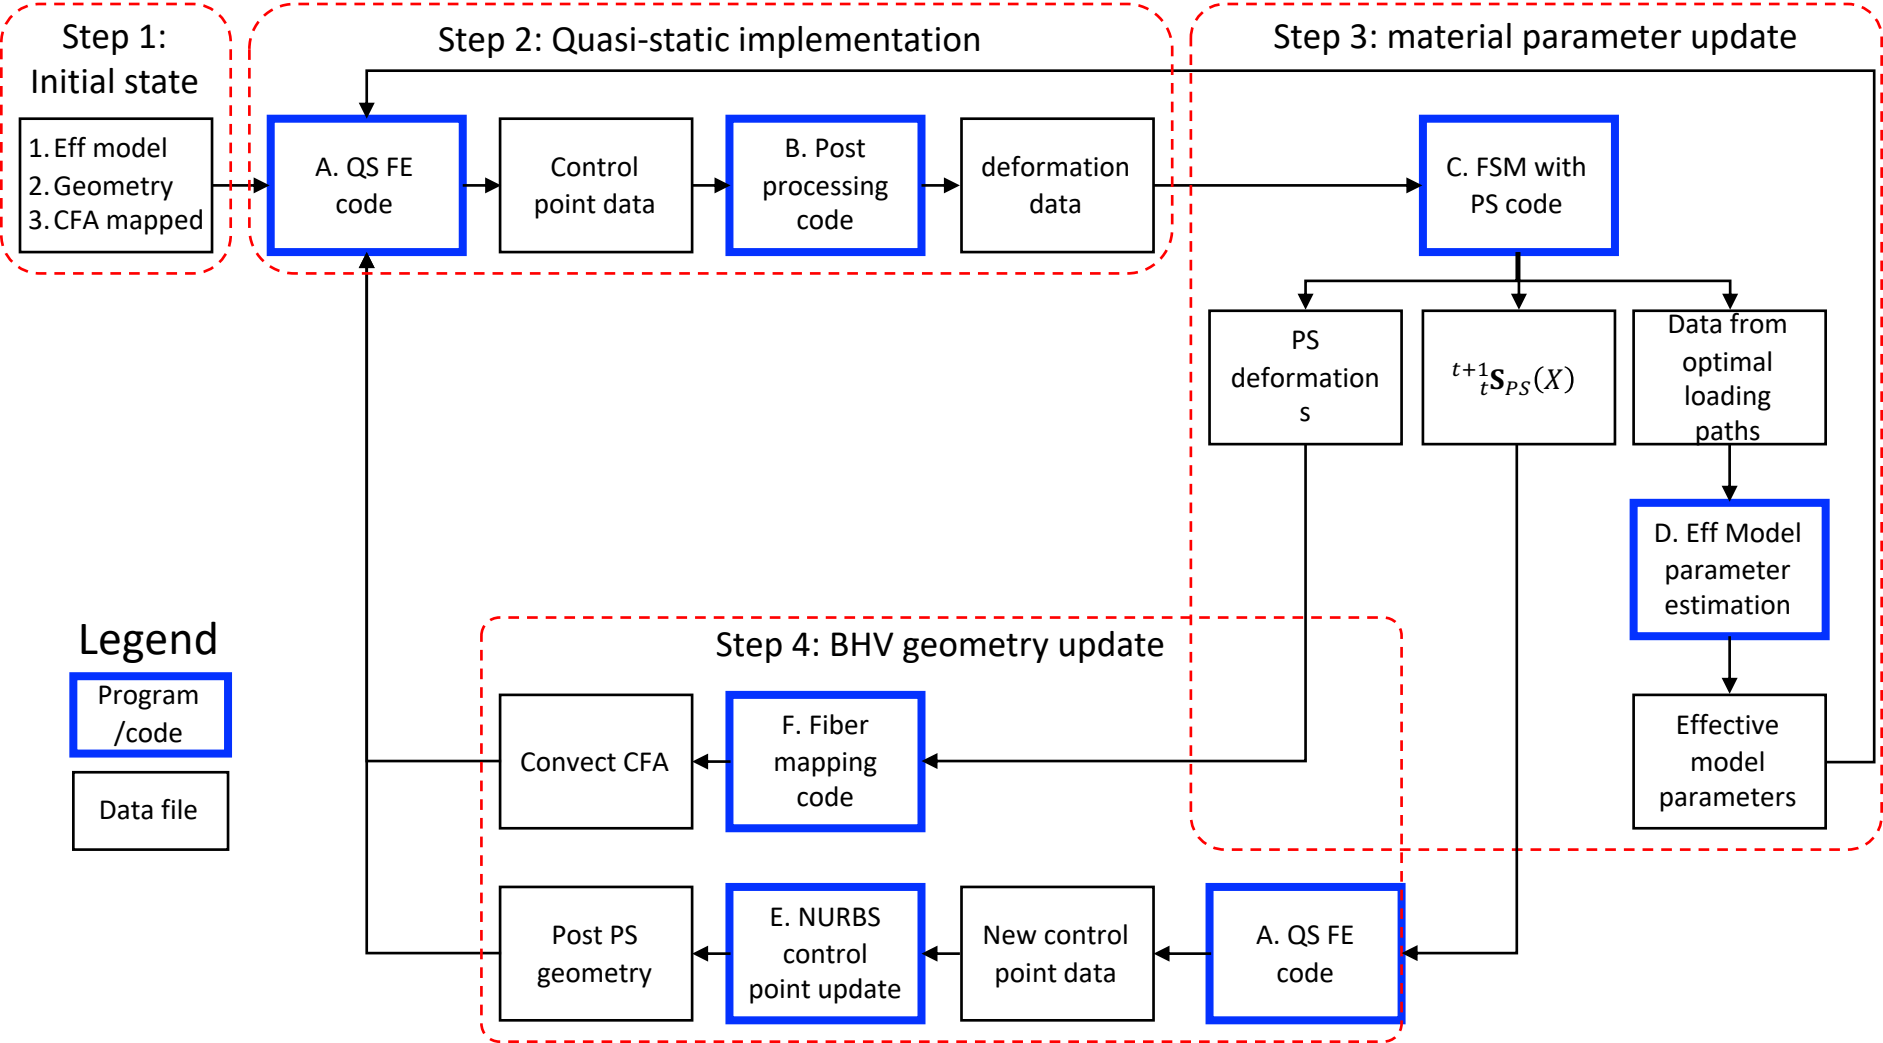 Step 1:
Initial state
1. Eff model
2. Geometry
3. CFA mapped
Step 2: Quasi-static implementation
A. QS FE
code
Control
point data
B. Post
processing
code
deformation
data
Step 3: material parameter update
C. FSM with
PS code
PS
deformation
s
t+1
tS_PS(X)
Data from
optimal
loading
paths
D. Eff Model
parameter
estimation
Effective
model
parameters
Step 4: BHV geometry update
Convect CFA
F. Fiber
mapping
code
Post PS
geometry
E. NURBS
control
point update
New control
point data
A. QS FE
code
Legend
Program
/code
Data file